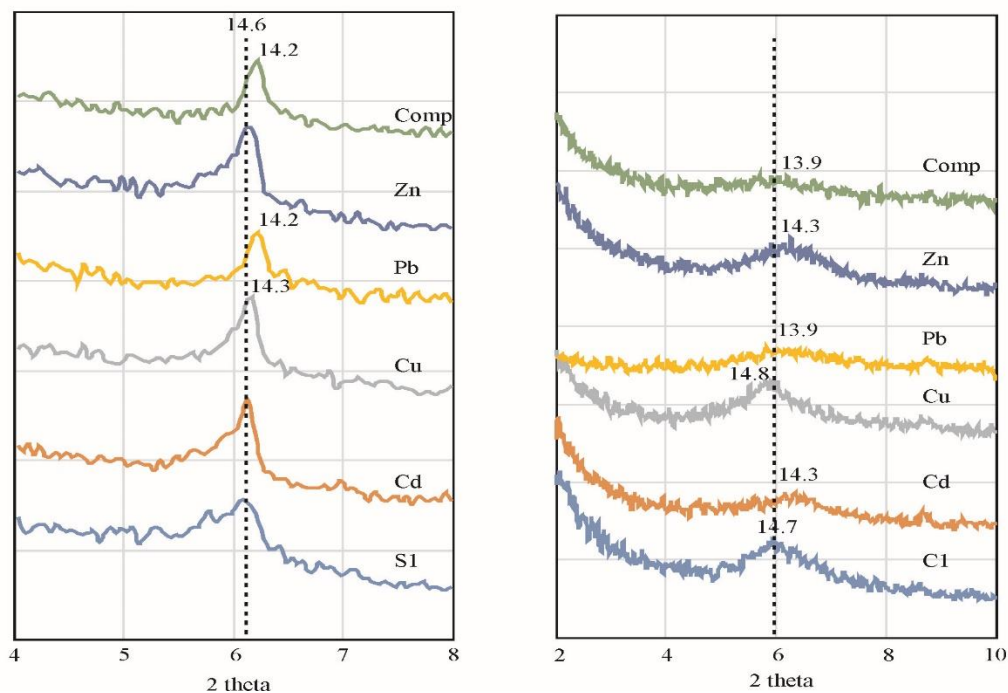 14.6
14.2
Comp
Zn
14.2
Pb
14.3
Cu
Cd
S1
4 5 6 7 8
2 theta
13.9
Comp
14.3
Zn
13.9
Pb
14.8
Cu
14.3
Cd
14.7
C1
2 4 6 8 10
2 theta